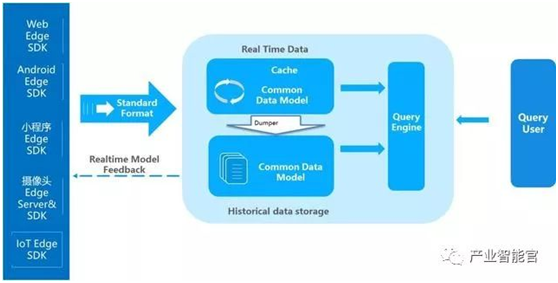 Web
Edge
SDK
Android
Edge
SDK
小程序
Edge
SDK
摄像头
Edge
Server&
SDK
IoT Edge
SDK
Standard
Format
Realtime Model
Feedback
Real Time Data
Cache
Common
Data Model
Dumper
Common Data
Model
Historical data storage
Query
Engine
Query
User
产业智能官